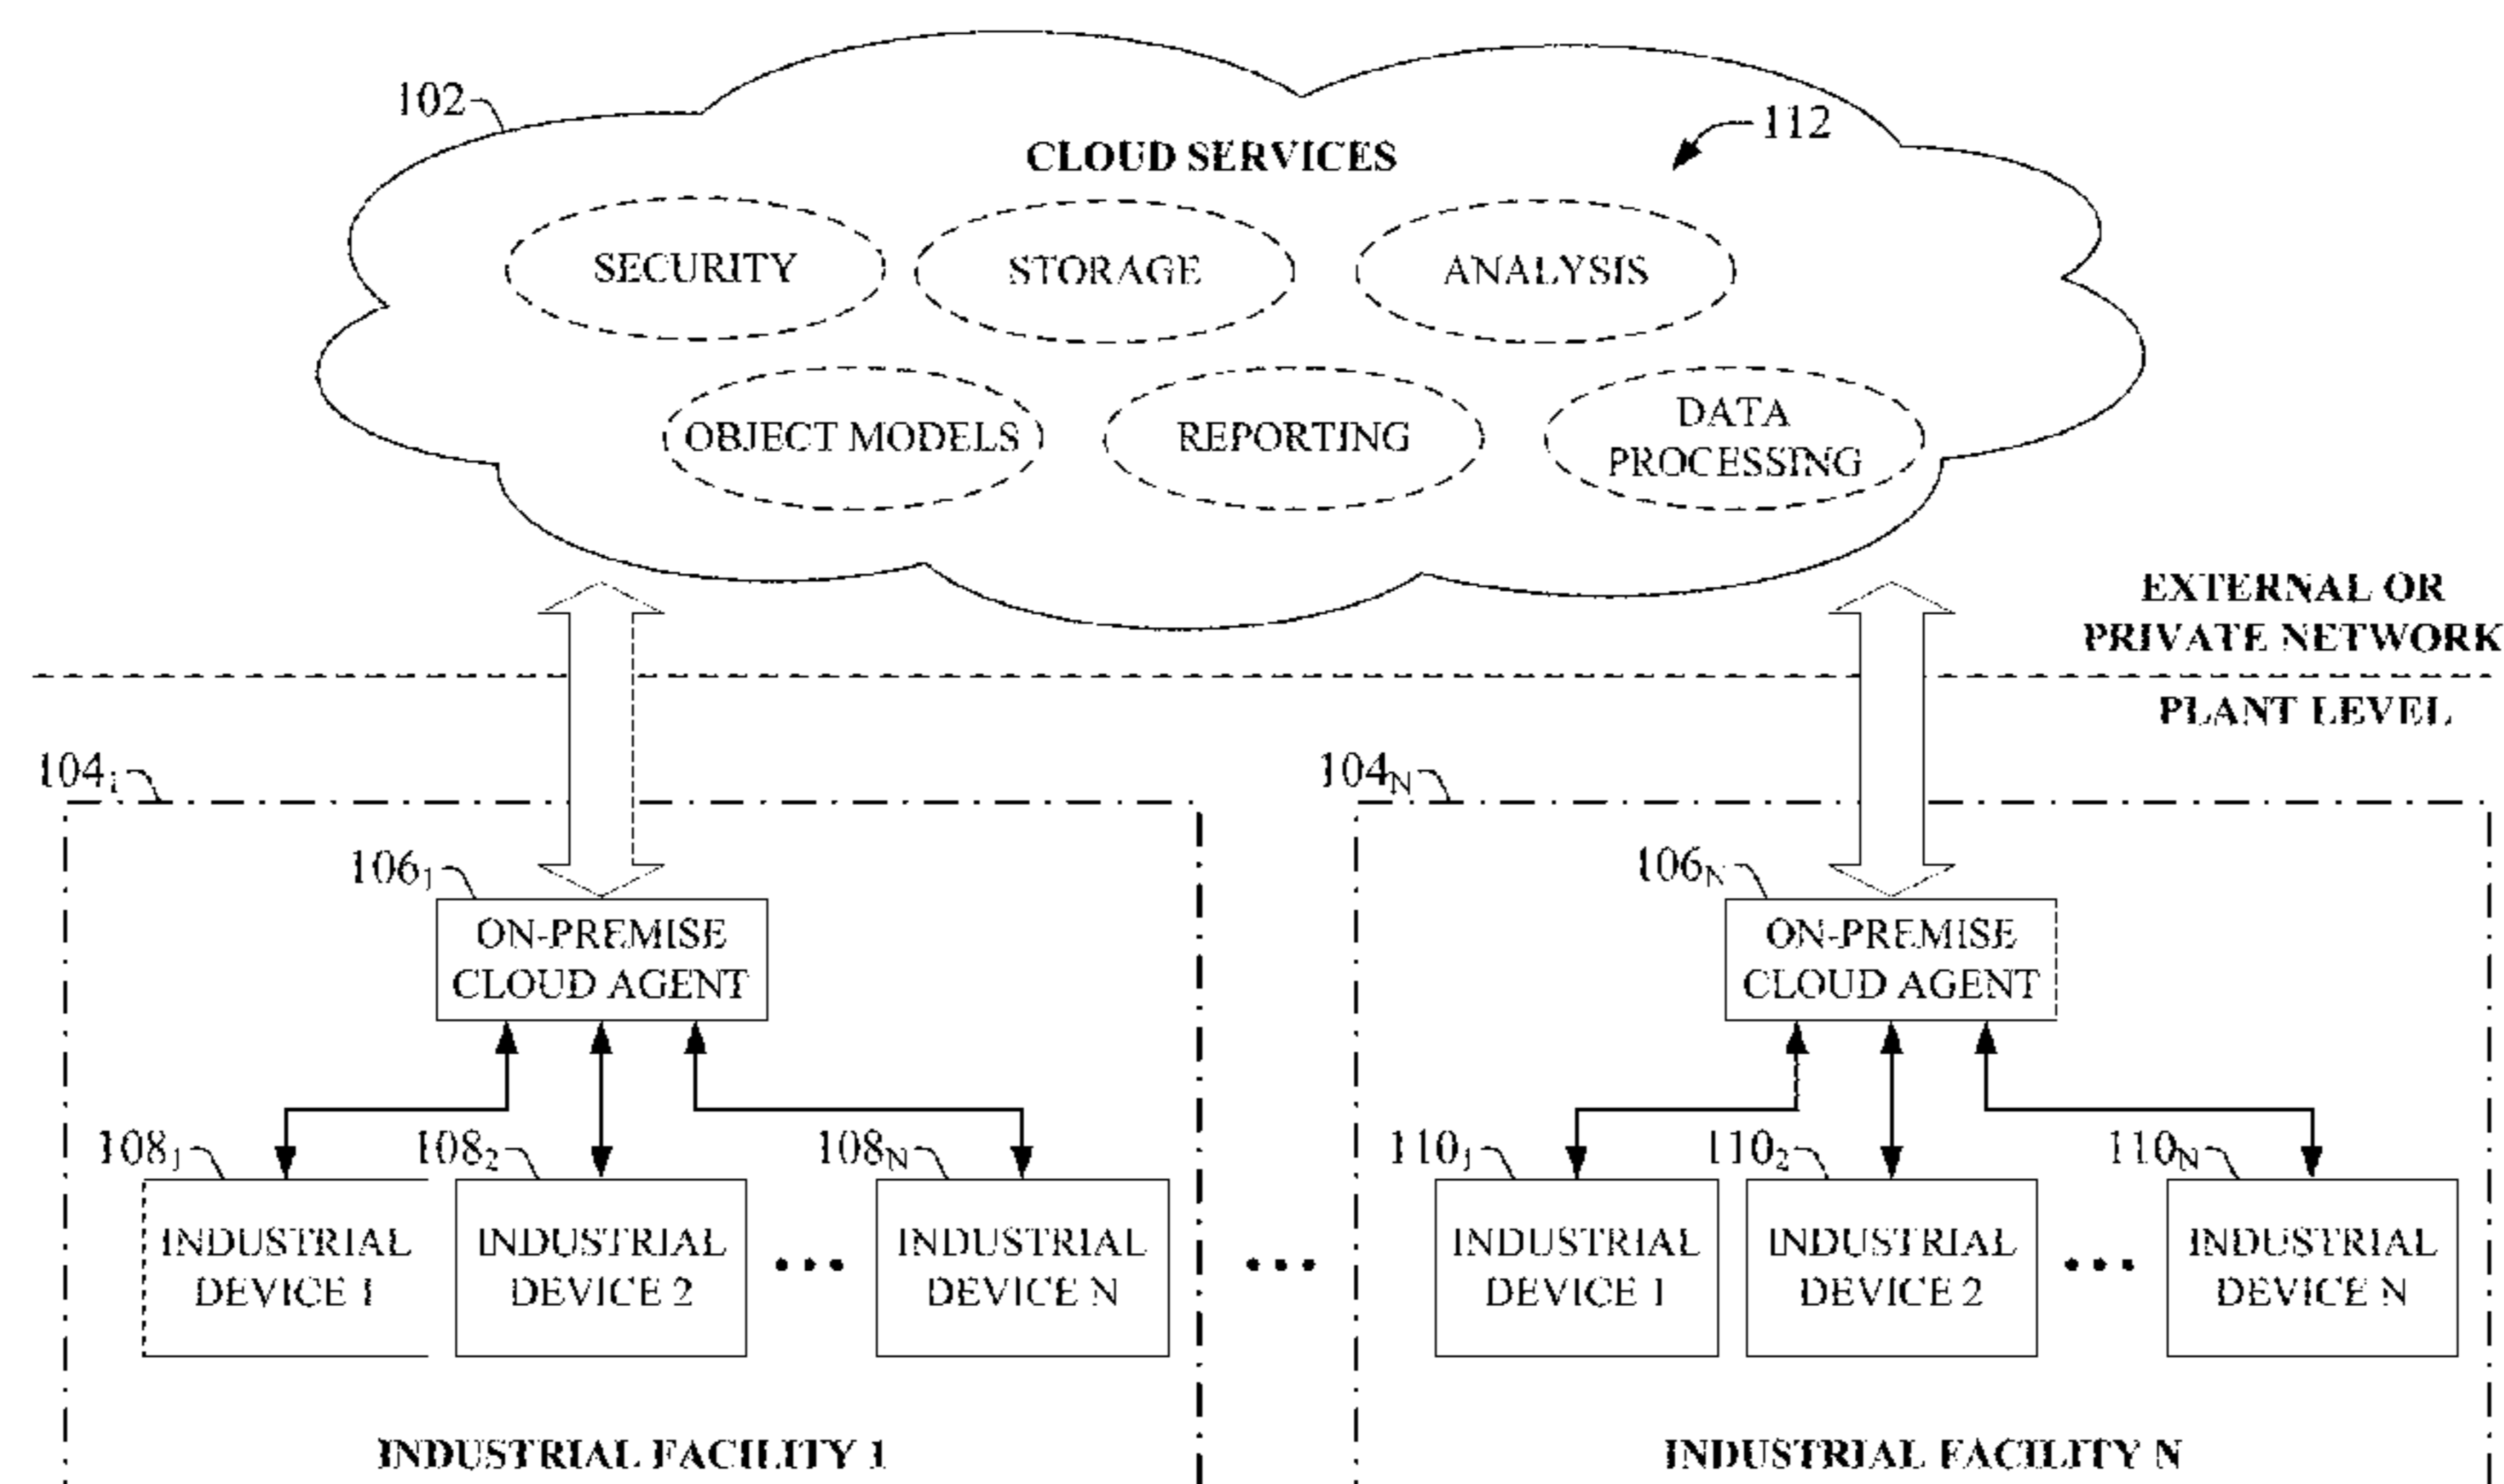 102
112
CLOUD SERVICES
SECURITY
STORAGE
ANALYSIS
OBJECT MODELS
REPORTING
DATA
PROCESSING
EXTERNAL OR
PRIVATE NETWORK
PLANT LEVEL
104₁
104N
106₁
106N
ON-PREMISE
CLOUD AGENT
ON-PREMISE
CLOUD AGENT
108₁
108₂
108N
110₁
110₂
110N
INDUSTRIAL
DEVICE 1
INDUSTRIAL
DEVICE 2
•••
INDUSTRIAL
DEVICE N
•••
INDUSTRIAL
DEVICE 1
INDUSTRIAL
DEVICE 2
•••
INDUSTRIAL
DEVICE N
INDUSTRIAL FACILITY 1
INDUSTRIAL FACILITY N